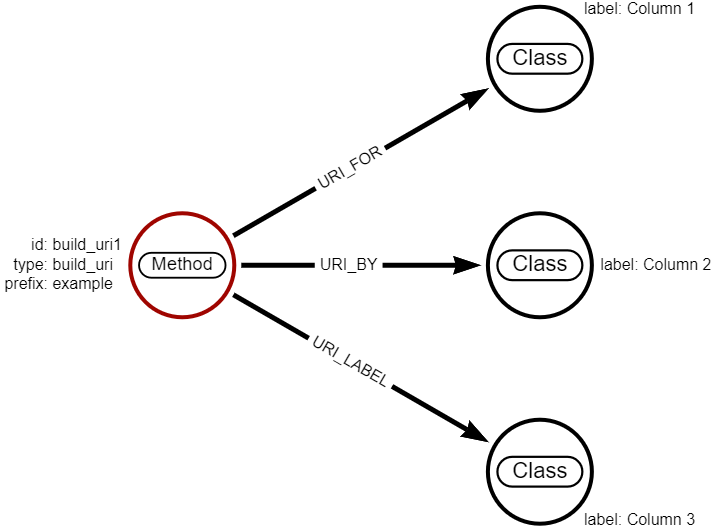 label: Column 1
Class
URI_FOR
id: build_uri1
type: build_uri
prefix: example
Method
URI_BY
Class
label: Column 2
URI_LABEL
Class
label: Column 3